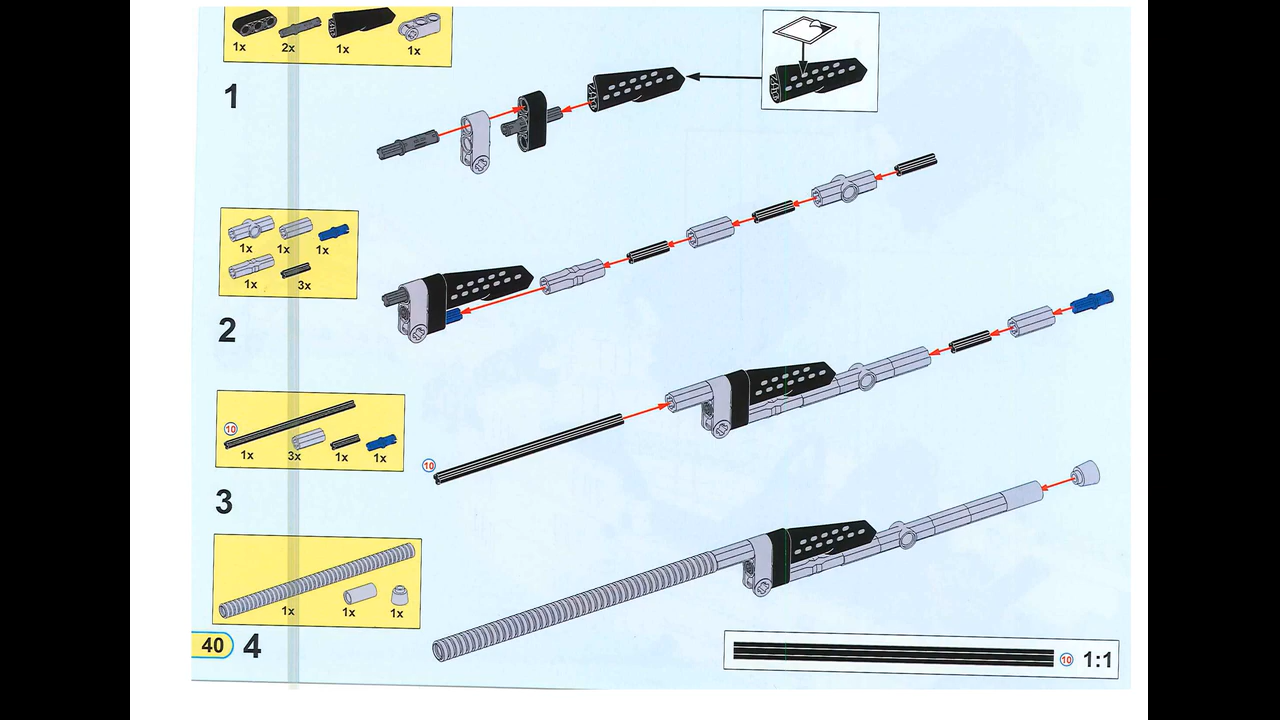 1x 2x 1x 1x
1
1x 1x 1x
1x 3x
2
10
1x 3x 1x 1x
10
3
1x 1x 1x
40 4
10 1:1